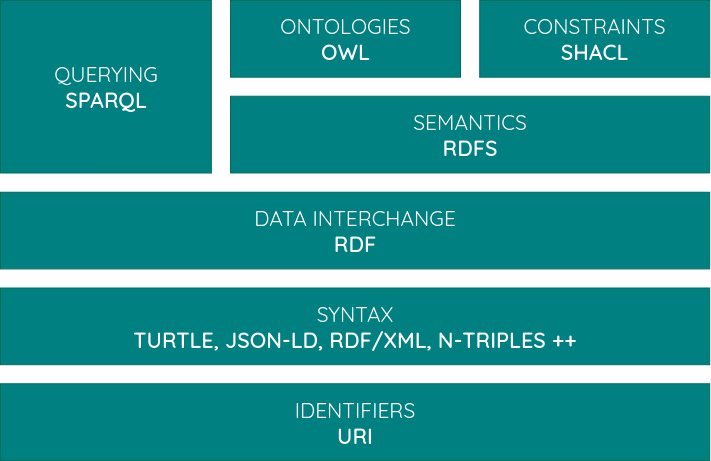 QUERYING
SPARQL
ONTOLOGIES
OWL
CONSTRAINTS
SHACL
SEMANTICS
RDFS
DATA INTERCHANGE
RDF
SYNTAX
TURTLE, JSON-LD, RDF/XML, N-TRIPLES ++
IDENTIFIERS
URI